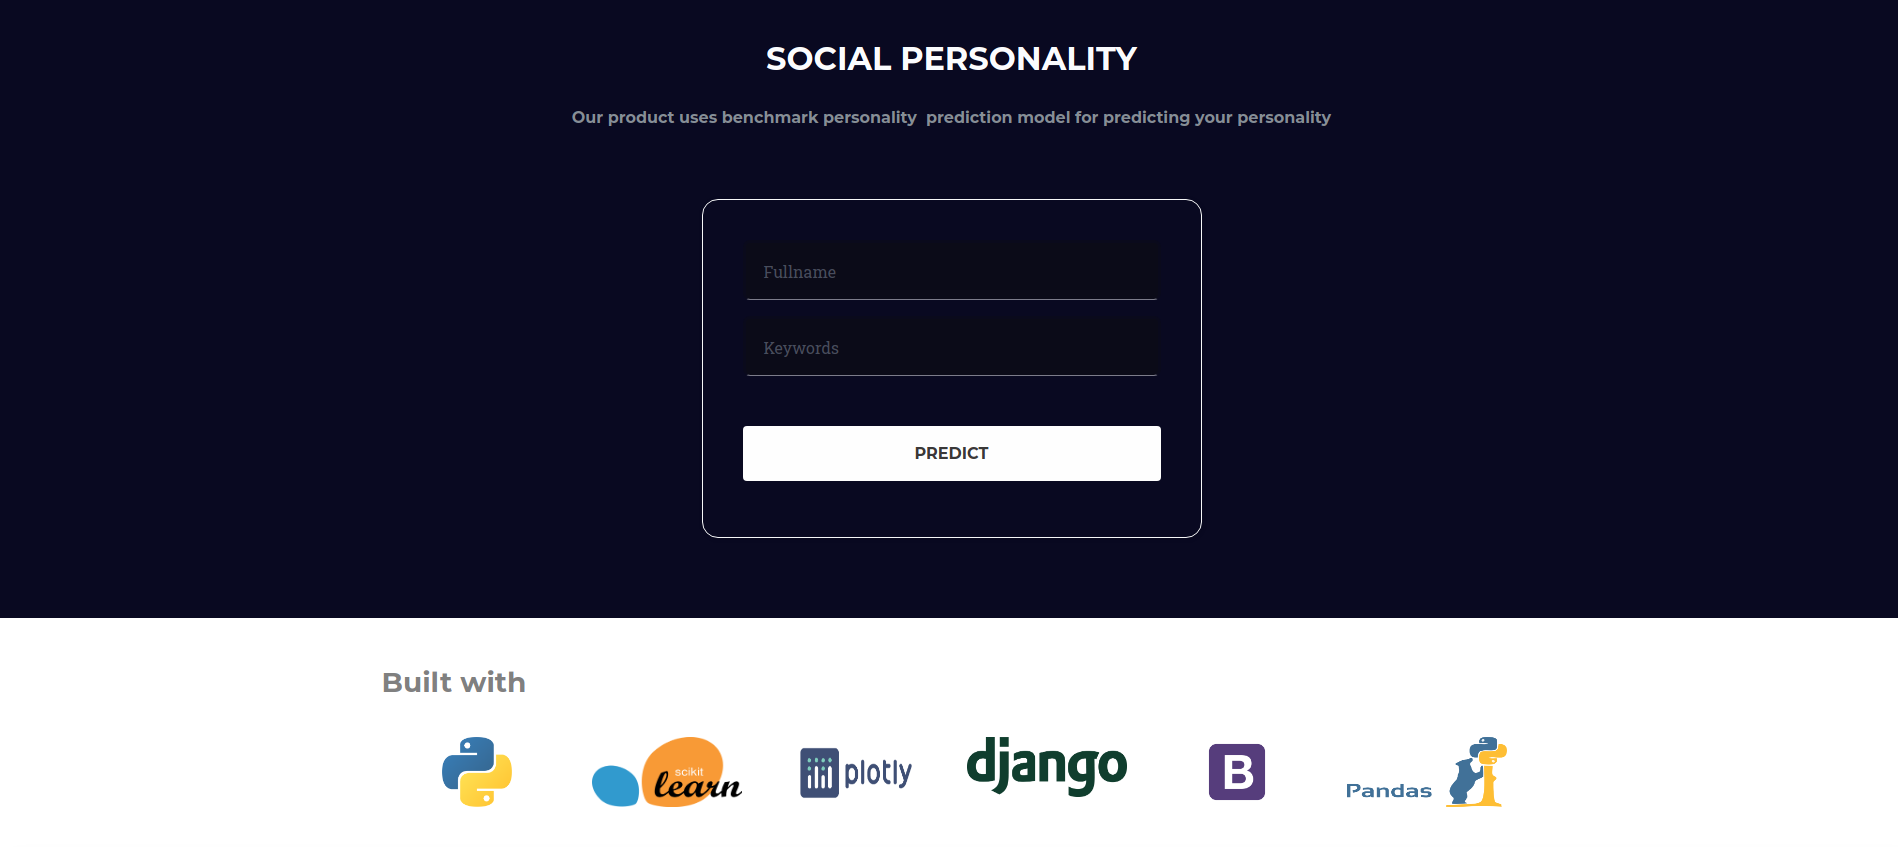 SOCIAL PERSONALITY
Our product uses benchmark personality  prediction model for predicting your personality
Fullname
Keywords
PREDICT
Built with
scikit
learn
plotly
django
B
Pandas